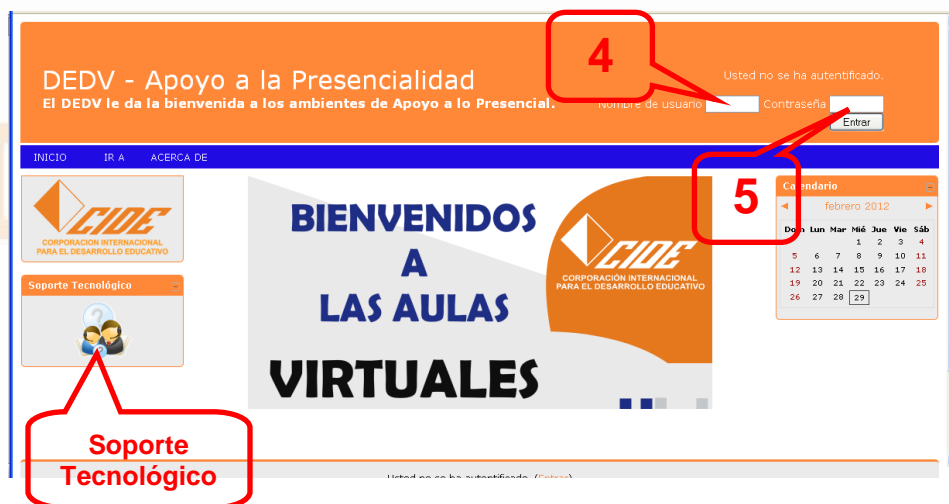 4
DEDV - Apoyo a la Presencialidad
Usted no se ha autentificado.
El DEDV le da la bienvenida a los ambientes de Apoyo a lo Presencial.
Nombre de usuario Contraseña
Entrar
INICIO IR A ACERCA DE
5
CIDE
CORPORACIÓN INTERNACIONAL
PARA EL DESARROLLO EDUCATIVO
Soporte Tecnológico
BIENVENIDOS
A
LAS AULAS
VIRTUALES
CIDE
CORPORACIÓN INTERNACIONAL
PARA EL DESARROLLO EDUCATIVO
Calendario
◄ febrero 2012 ►
Dom Lun Mar Mié Jue Vie Sáb
1 2 3 4
5 6 7 8 9 10 11
12 13 14 15 16 17 18
19 20 21 22 23 24 25
26 27 28 29
Soporte
Tecnológico
Usted no se ha autentificado. (Entrar)